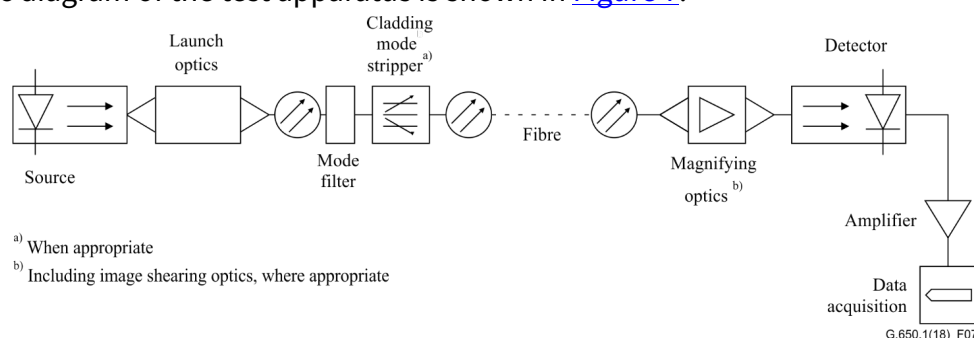 e diagram of the test apparatus is shown in Figure 7.
Cladding
mode
stripper a)
Launch
optics
Detector
Fibre
Mode
filter
Source
Magnifying
optics b)
Amplifier
a) When appropriate
b) Including image shearing optics, where appropriate
Data
acquisition
G.650.1(18)_F07